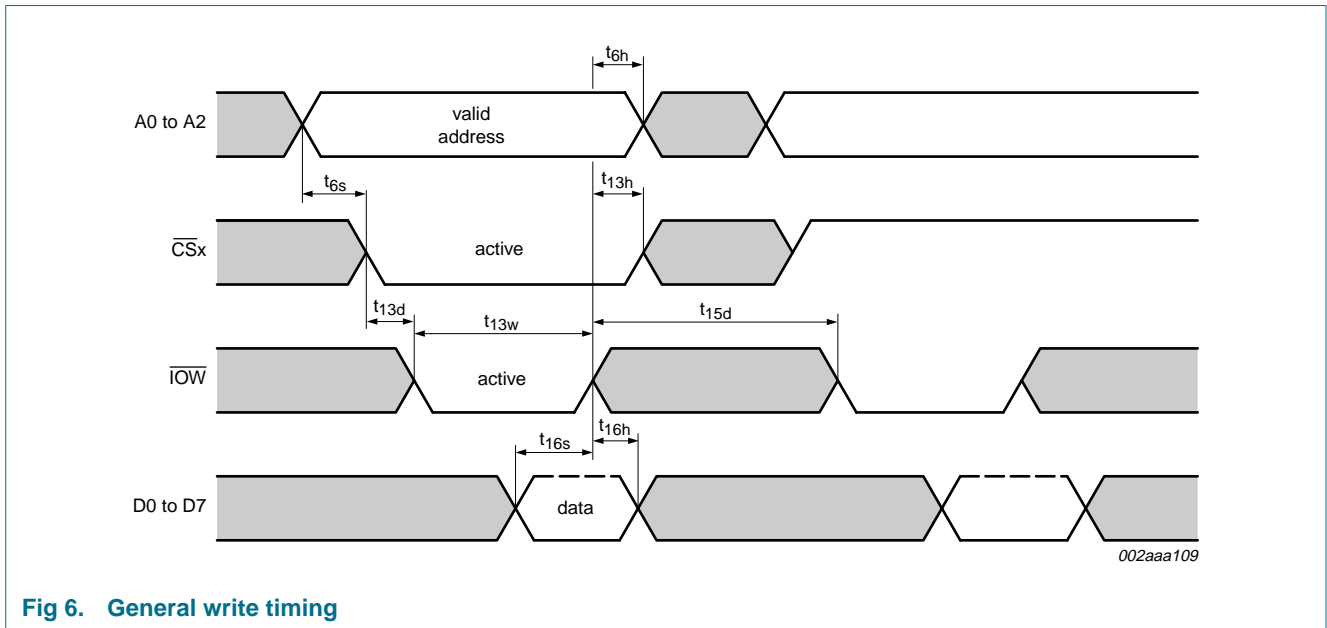 t6h
A0 to A2
valid
address
t6s
t13h
CSx
active
t13d
t13w
t15d
IOW
active
t16s
t16h
D0 to D7
data
002aaa109
Fig 6. General write timing